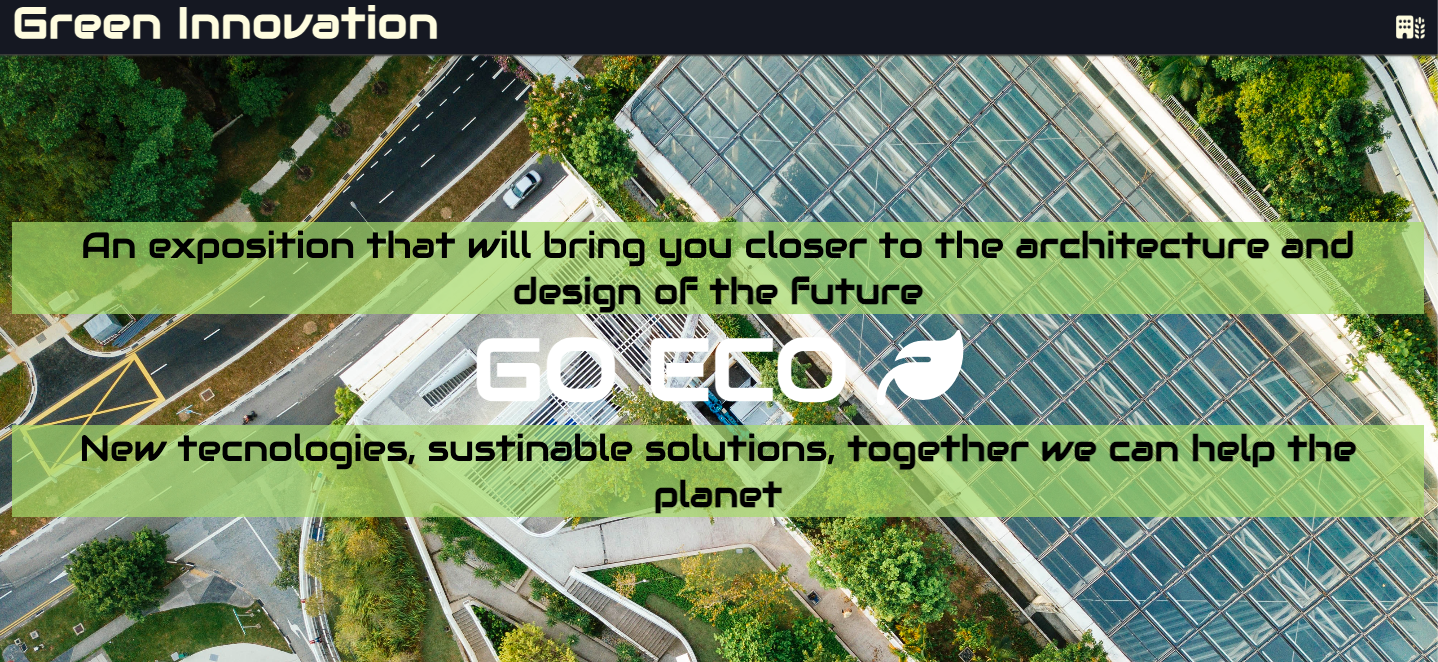 Green Innovation
An exposition that will bring you closer to the architecture and
design of the future
GO ECO
New tecnologies, sustinable solutions, together we can help the
planet